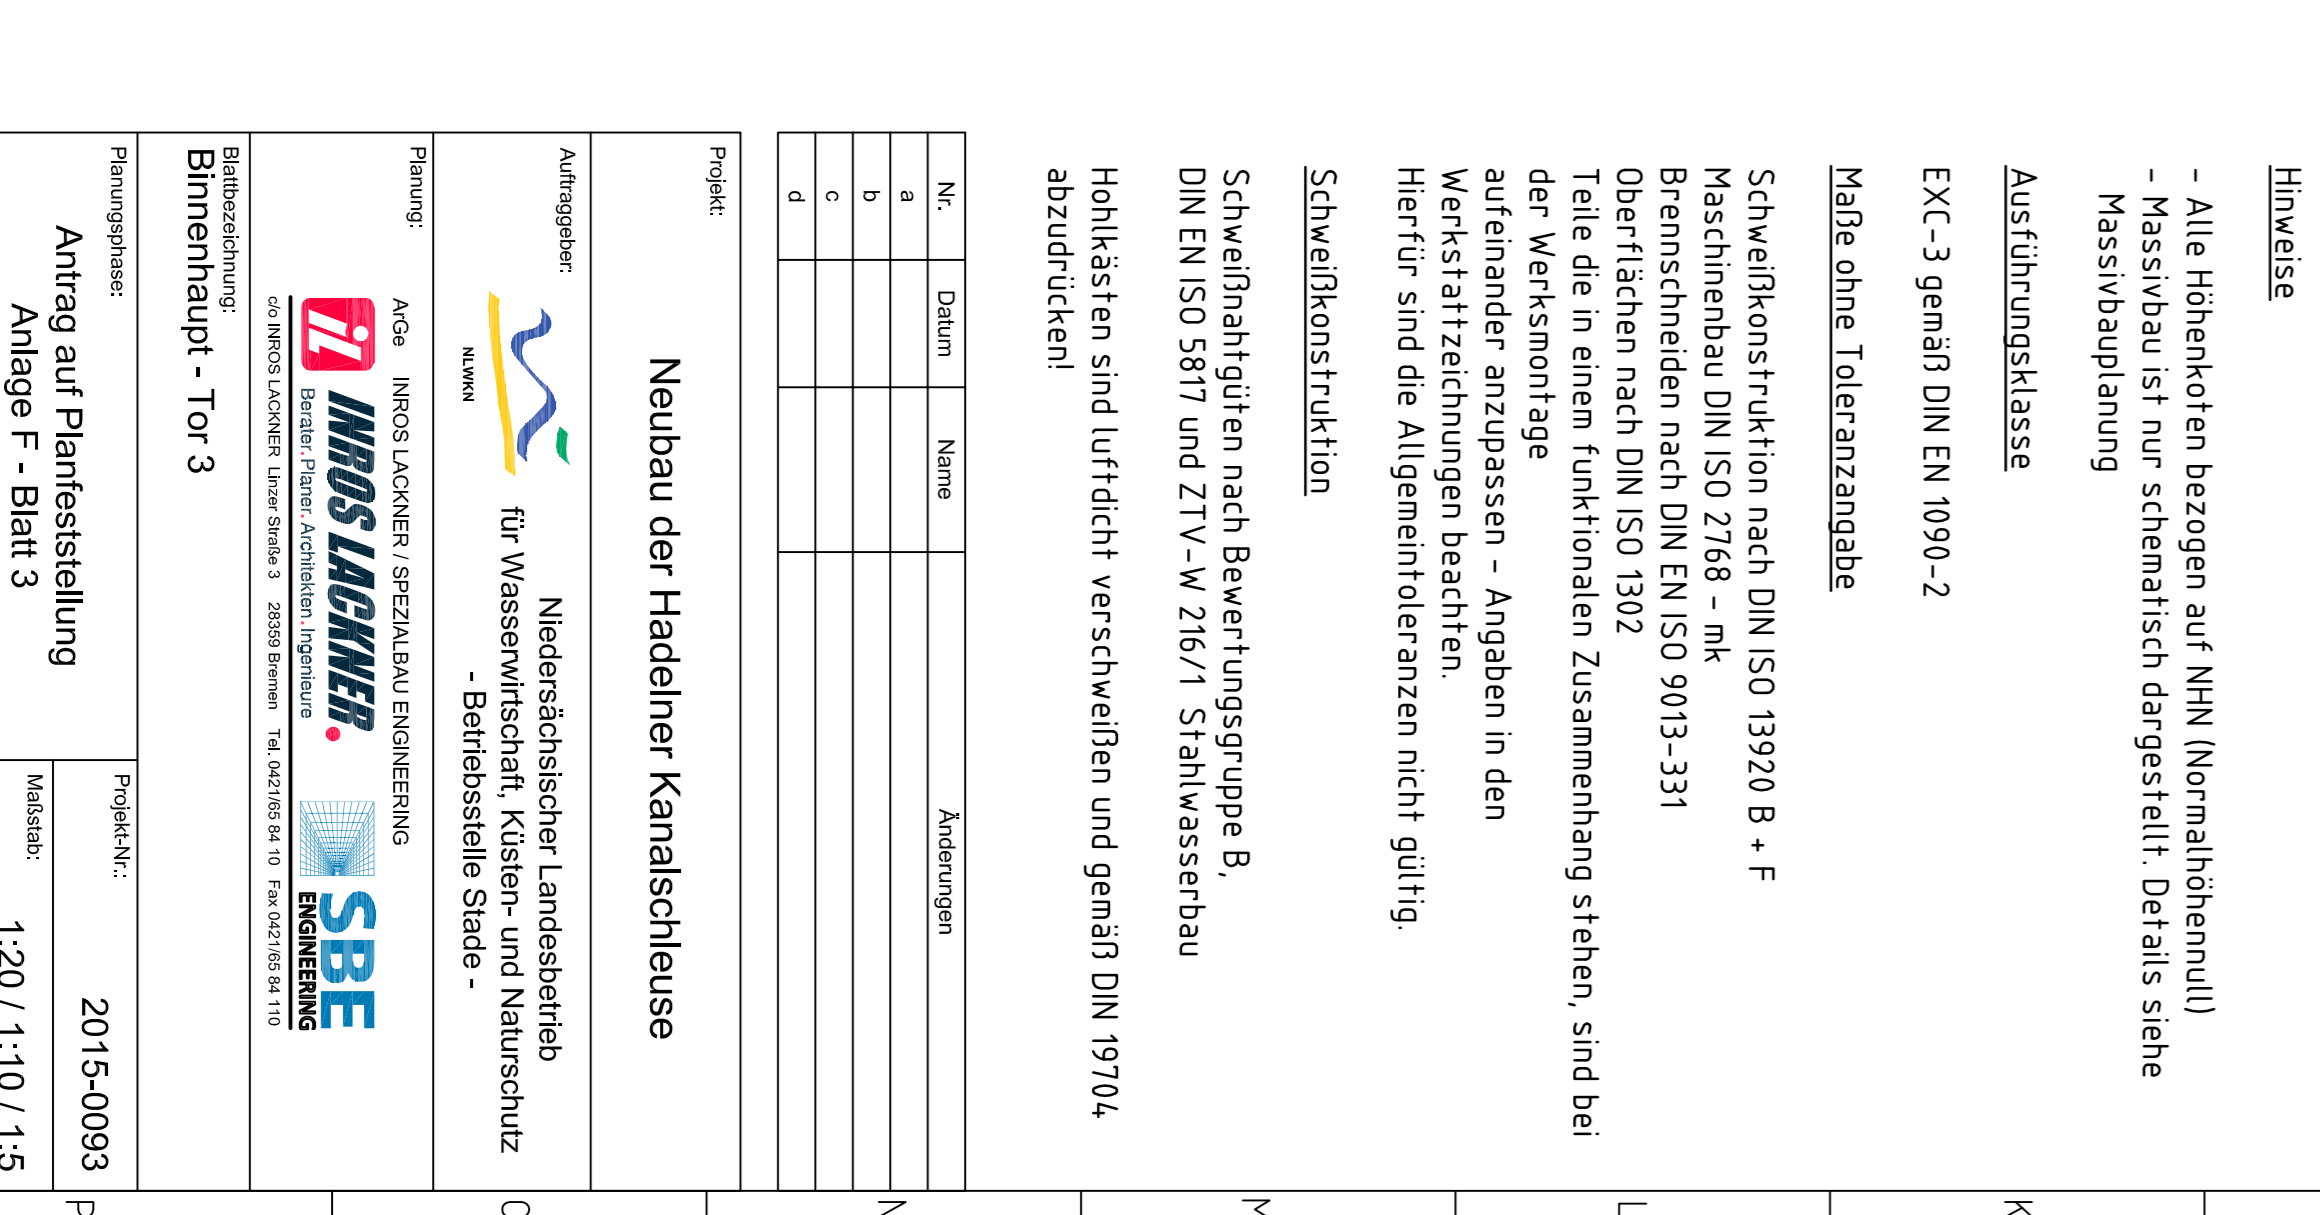 Hinweise
- Alle Höhenkoten bezogen auf NHN (Normalhöhennull)
- Massivbau ist nur schematisch dargestellt. Details siehe
Massivbauplanung
Ausführungsklasse
EXC-3 gemäß DIN EN 1090-2
Maße ohne Toleranzangabe
Schweißkonstruktion nach DIN ISO 13920 B + F
Maschinenbau DIN ISO 2768 - mk
Brennschneiden nach DIN EN ISO 9013-331
Oberflächen nach DIN ISO 1302
Teile die in einem funktionalen Zusammenhang stehen, sind bei
der Werksmontage
aufeinander anzupassen - Angaben in den
Werkstattzeichnungen beachten.
Hierfür sind die Allgemeintoleranzen nicht gültig.
Schweißkonstruktion
Schweißnahtgüten nach Bewertungsgruppe B,
DIN EN ISO 5817 und ZTV-W 216/1 Stahlwasserbau
Hohlkästen sind luftdicht verschweißen und gemäß DIN 19704
abzudrücken!
Nr. Datum Name Änderungen
a
b
c
d
Projekt:
Neubau der Hadelner Kanalschleuse
Auftraggeber:
NLWKN
Niedersächsischer Landesbetrieb
für Wasserwirtschaft, Küsten- und Naturschutz
- Betriebsstelle Stade -
Planung:
ArGe INROS LACKNER / SPEZIALBAU ENGINEERING
iL INROS LACKNER.
Berater. Planer. Architekten. Ingenieure
SBE
ENGINEERING
c/o INROS LACKNER Linzer Straße 3 28359 Bremen Tel. 0421/65 84 10 Fax 0421/65 84 110
Blattbezeichnung:
Binnenhaupt - Tor 3
Planungsphase:
Antrag auf Planfeststellung
Anlage F - Blatt 3
Projekt-Nr.:
2015-0093
Maßstab:
1:20 / 1:10 / 1:5
K
L
M
N
O
P